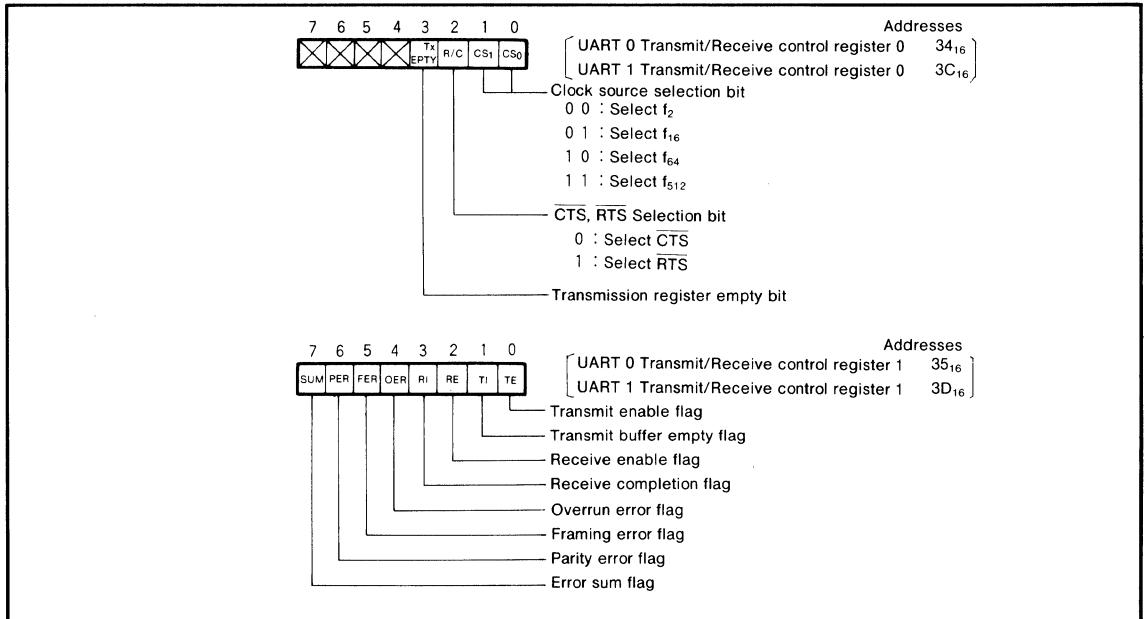 7 6 5 4 3 2 1 0
Tx EPTY R/C CS₁ CS₀
Addresses
UART 0 Transmit/Receive control register 0 34₁₆
UART 1 Transmit/Receive control register 0 3C₁₆
Clock source selection bit
0 0 : Select f₂
0 1 : Select f₁₆
1 0 : Select f₆₄
1 1 : Select f₅₁₂
C̅T̅S̅, R̅T̅S̅ Selection bit
0 : Select C̅T̅S̅
1 : Select R̅T̅S̅
Transmission register empty bit
7 6 5 4 3 2 1 0
SUM PER FER OER RI RE TI TE
Addresses
UART 0 Transmit/Receive control register 1 35₁₆
UART 1 Transmit/Receive control register 1 3D₁₆
Transmit enable flag
Transmit buffer empty flag
Receive enable flag
Receive completion flag
Overrun error flag
Framing error flag
Parity error flag
Error sum flag